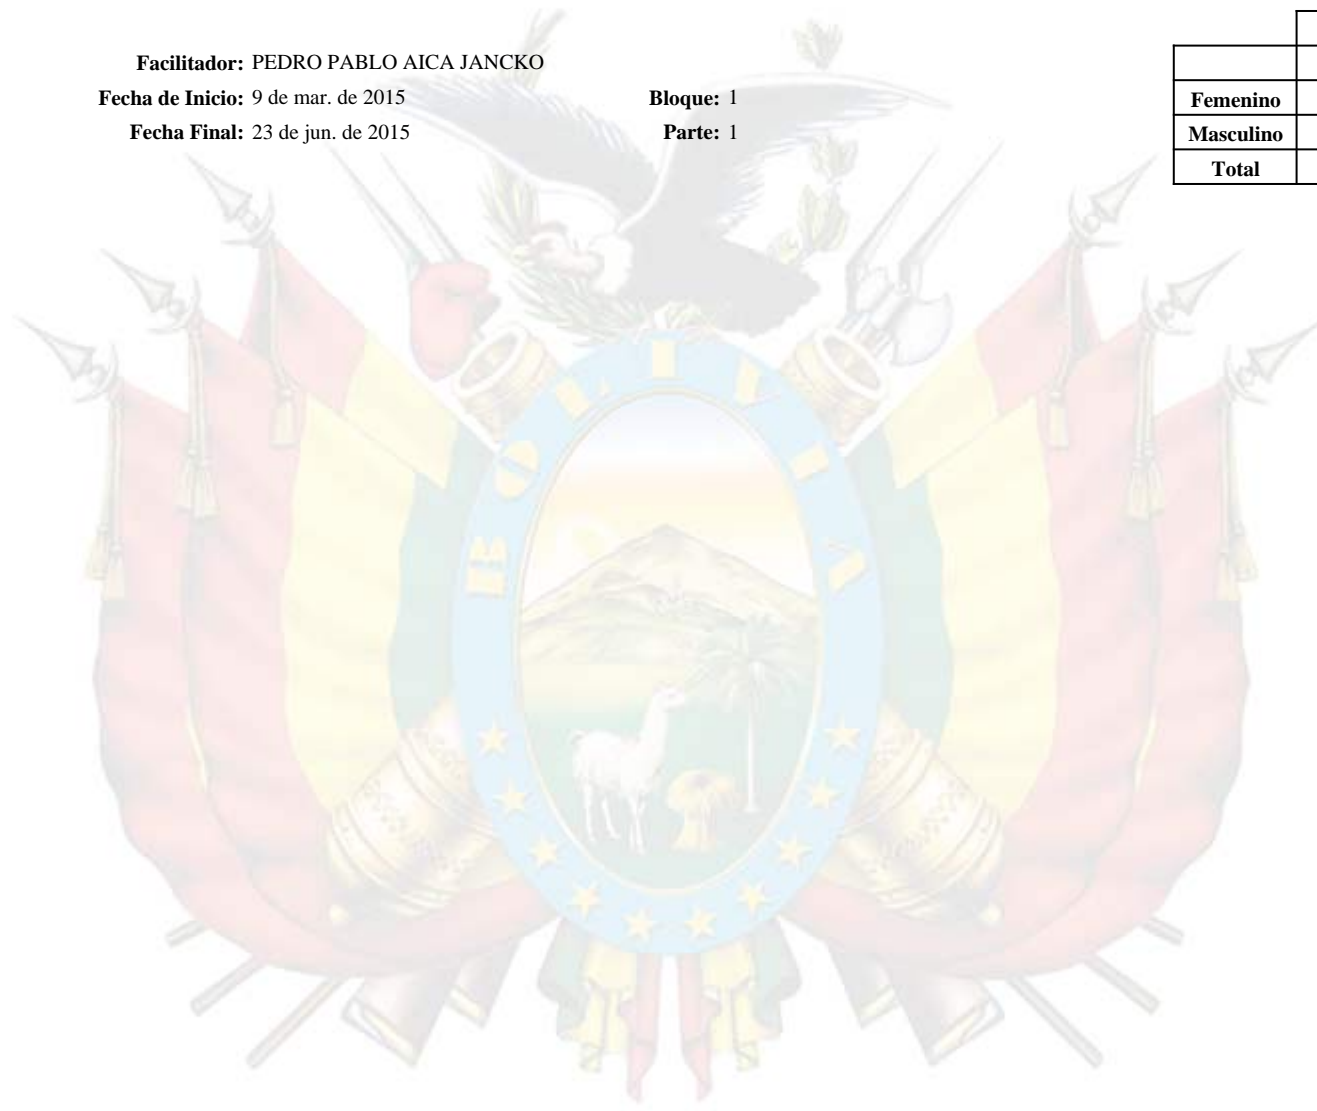 Facilitador: PEDRO PABLO AICA JANCKO
Fecha de Inicio: 9 de mar. de 2015
Bloque: 1
Fecha Final: 23 de jun. de 2015
Parte: 1
Femenino
Masculino
Total
BOLIVIA